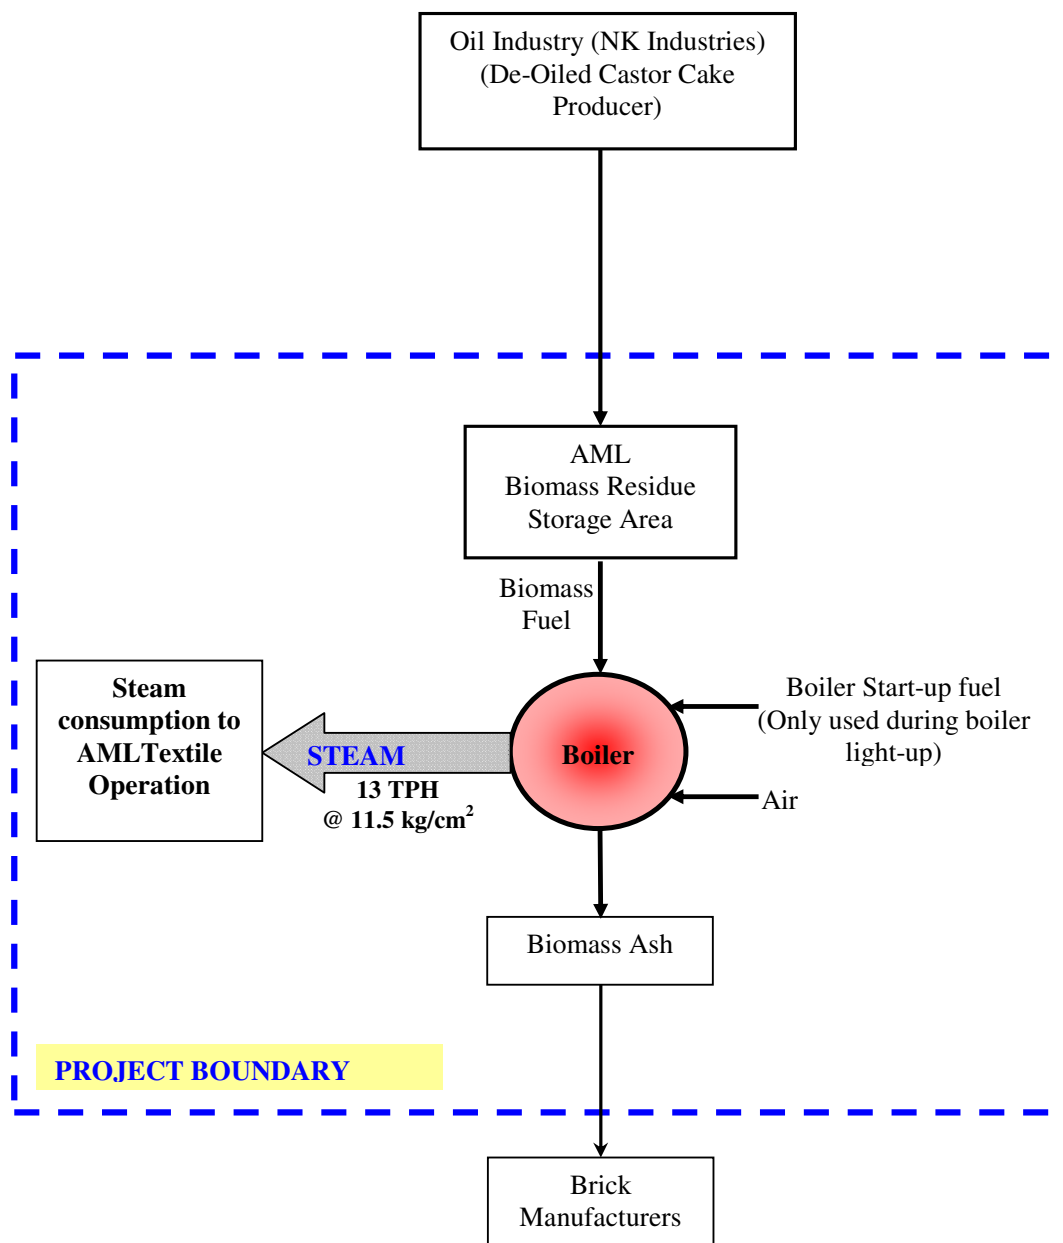 Oil Industry (NK Industries)
(De-Oiled Castor Cake
Producer)
AML
Biomass Residue
Storage Area
Biomass
Fuel
Steam
consumption to
AMLTextile
Operation
STEAM
13 TPH
@ 11.5 kg/cm²
Boiler
Boiler Start-up fuel
(Only used during boiler
light-up)
Air
Biomass Ash
PROJECT BOUNDARY
Brick
Manufacturers